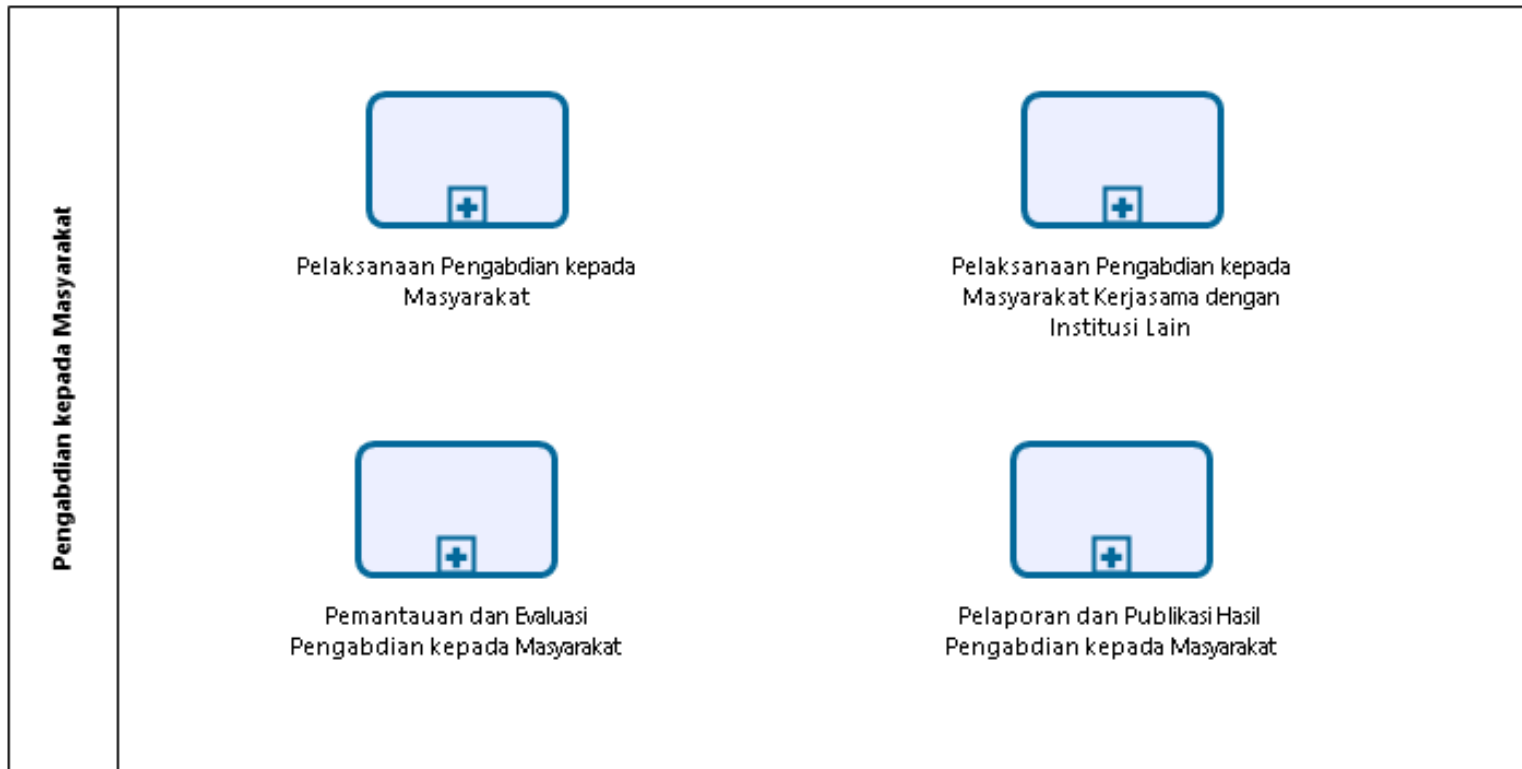 Pengabdian kepada Masyarakat
Pelaksanaan Pengabdian kepada
Masyarakat
Pelaksanaan Pengabdian kepada
Masyarakat Kerjasama dengan
Institusi Lain
Pemantauan dan Evaluasi
Pengabdian kepada Masyarakat
Pelaporan dan Publikasi Hasil
Pengabdian kepada Masyarakat